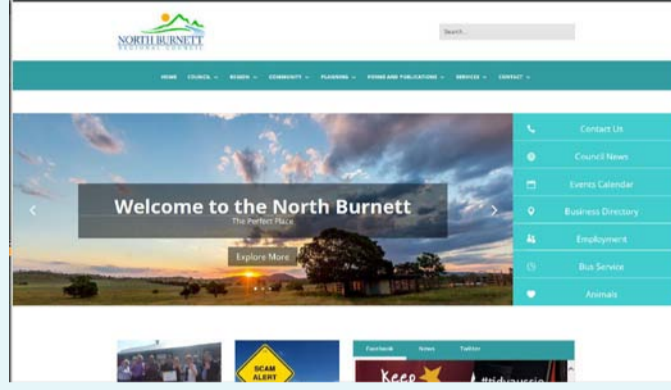 NORTH BURNETT
REGIONAL COUNCIL
Search...
HOME COUNCIL REGION COMMUNITY PLANNING FORMS AND PUBLICATIONS SERVICES CONTACT
Welcome to the North Burnett
The Perfect Place
Explore More
Contact Us
Council News
Events Calendar
Business Directory
Employment
Bus Service
Animals
SCAM
ALERT
Facebook News Twitter
Keep
#tidyaussie